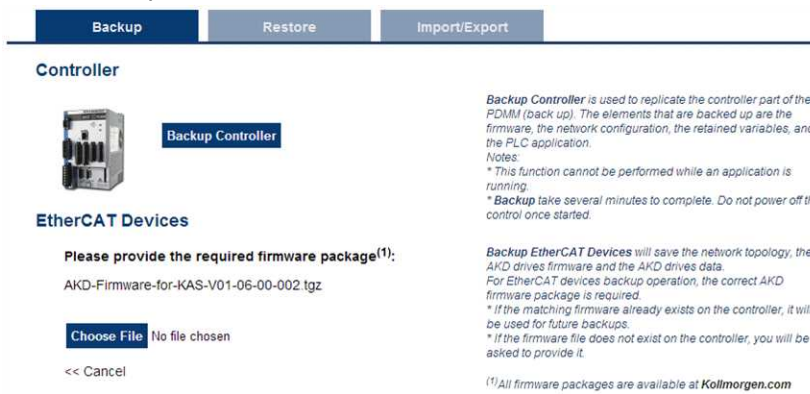 Backup
Restore
Import/Export
Controller
Backup Controller
Backup Controller is used to replicate the controller part of the
PDMM (back up). The elements that are backed up are the
firmware, the network configuration, the retained variables, and
the PLC application.
Notes:
* This function cannot be performed while an application is
running.
* Backup take several minutes to complete. Do not power off th
control once started.
EtherCAT Devices
Please provide the required firmware package(1):
AKD-Firmware-for-KAS-V01-06-00-002.tgz
Choose File No file chosen
<< Cancel
Backup EtherCAT Devices will save the network topology, the
AKD drives firmware and the AKD drives data.
For EtherCAT devices backup operation, the correct AKD
firmware package is required.
* If the matching firmware already exists on the controller, it will
be used for future backups.
* If the firmware file does not exist on the controller, you will be
asked to provide it.
(1)All firmware packages are available at Kollmorgen.com